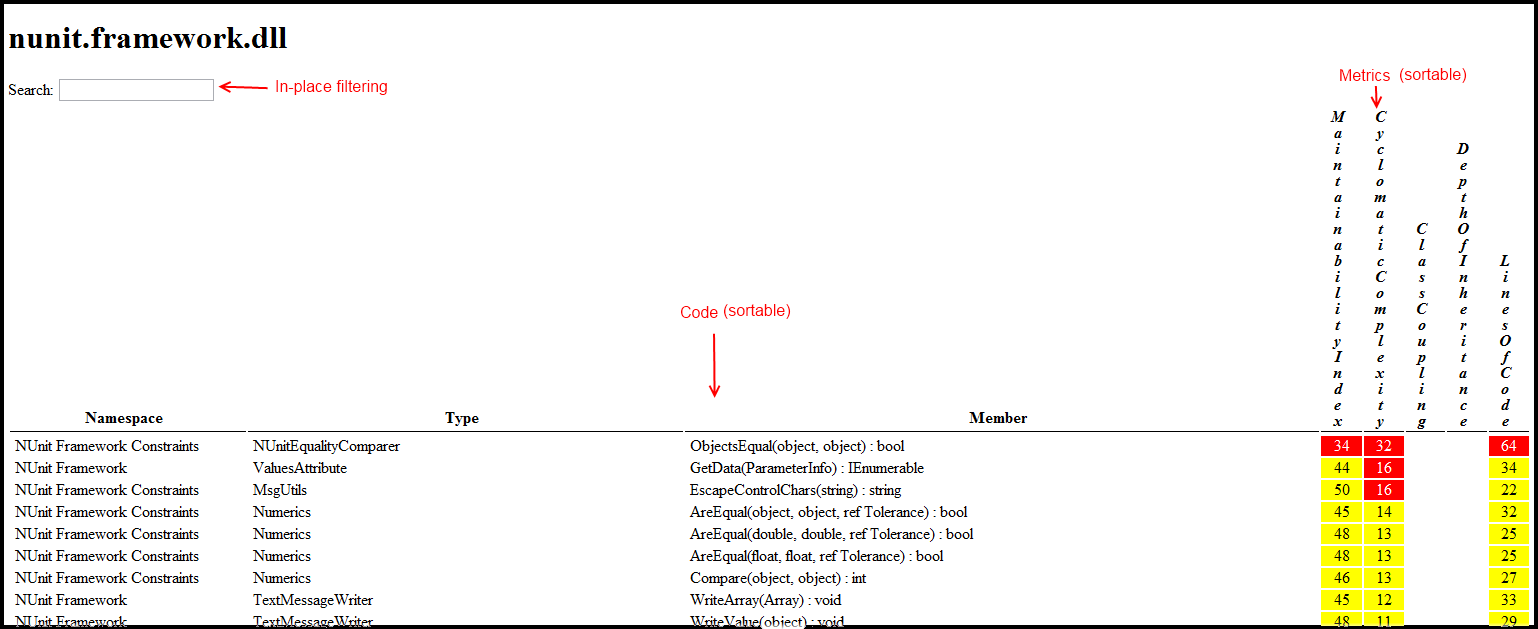 nunit.framework.dll
Search:
In-place filtering
Metrics (sortable)
MaintainabilityIndex
CyclomaticComplexity
ClassCoupling
DepthOfInheritance
LinesOfCode
Code (sortable)
Namespace Type Member
NUnit Framework Constraints NUnitEqualityComparer ObjectsEqual(object, object) : bool 34 32 64
NUnit Framework ValuesAttribute GetData(ParameterInfo) : IEnumerable 44 16 34
NUnit Framework Constraints MsgUtils EscapeControlChars(string) : string 50 16 22
NUnit Framework Constraints Numerics AreEqual(object, object, ref Tolerance) : bool 45 14 32
NUnit Framework Constraints Numerics AreEqual(double, double, ref Tolerance) : bool 48 13 25
NUnit Framework Constraints Numerics AreEqual(float, float, ref Tolerance) : bool 48 13 25
NUnit Framework Constraints Numerics Compare(object, object) : int 46 13 27
NUnit Framework TextMessageWriter WriteArray(Array) : void 45 12 33
NUnit Framework TextMessageWriter WriteValue(object) : void 48 11 29